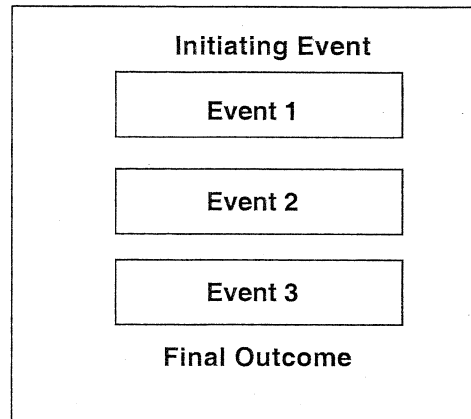 Initiating Event
Event 1
Event 2
Event 3
Final Outcome